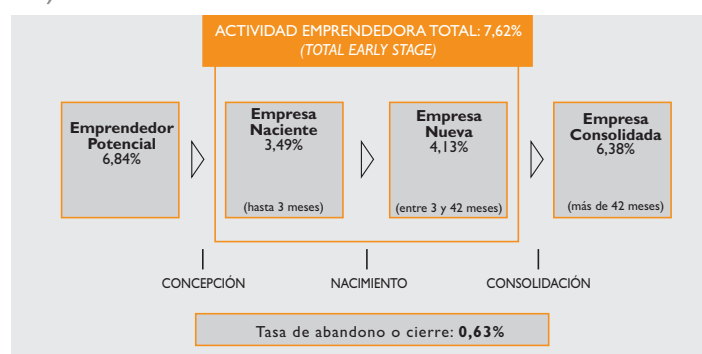 ACTIVIDAD EMPRENDEDORA TOTAL: 7,62%
(TOTAL EARLY STAGE)
Emprendedor
Potencial
6,84%
Empresa
Naciente
3,49%
(hasta 3 meses)
Empresa
Nueva
4,13%
(entre 3 y 42 meses)
Empresa
Consolidada
6,38%
(más de 42 meses)
CONCEPCIÓN
NACIMIENTO
CONSOLIDACIÓN
Tasa de abandono o cierre: 0,63%